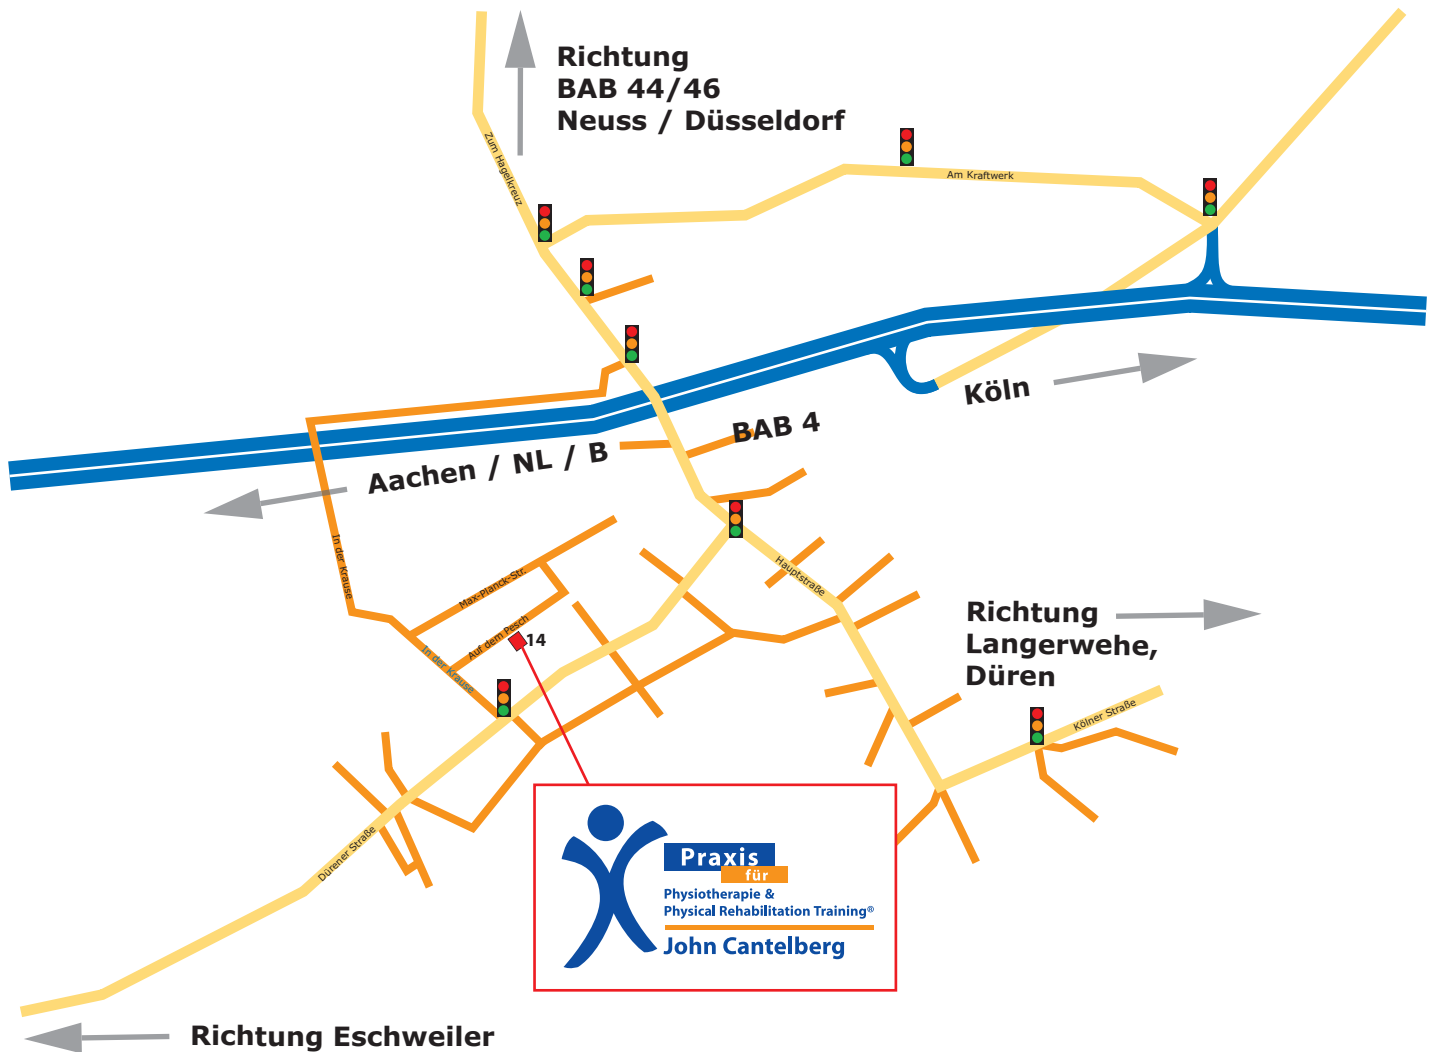 Richtung
BAB 44/46
Neuss / Düsseldorf
Zum Hagelkreuz
Am Kraftwerk
Köln
BAB 4
Aachen / NL / B
In der Krause
Max-Planck-Str.
Hauptstraße
Auf dem Pesch
14
In der Krause
Richtung
Langerwehe,
Düren
Kölner Straße
Dürener Straße
Praxis
für
Physiotherapie &
Physical Rehabilitation Training®
John Cantelberg
Richtung Eschweiler